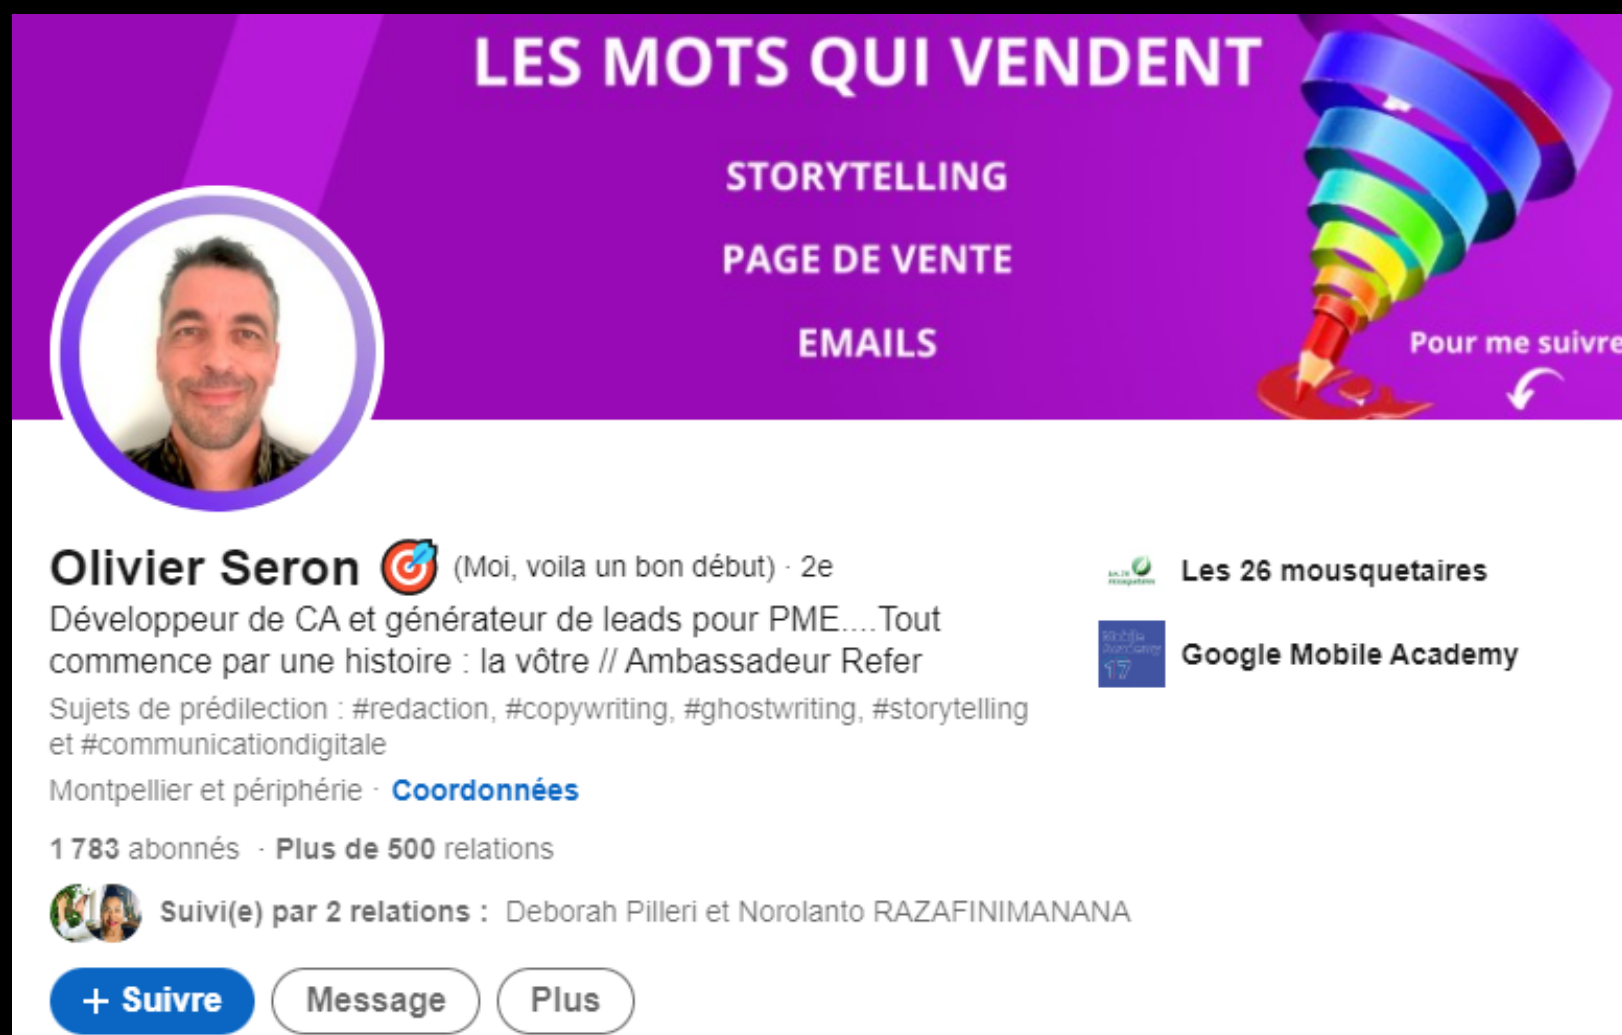 LES MOTS QUI VENDENT
STORYTELLING
PAGE DE VENTE
EMAILS
Pour me suivre
Olivier Seron (Moi, voila un bon début) · 2e
Développeur de CA et générateur de leads pour PME....Tout
commence par une histoire : la vôtre // Ambassadeur Refer
Sujets de prédilection : #redaction, #copywriting, #ghostwriting, #storytelling
et #communicationdigitale
Montpellier et périphérie · Coordonnées
1 783 abonnés · Plus de 500 relations
Suivi(e) par 2 relations : Deborah Pilleri et Norolanto RAZAFINIMANANA
+ Suivre
Message
Plus
Les 26 mousquetaires
Mobile
Academy
17
Google Mobile Academy